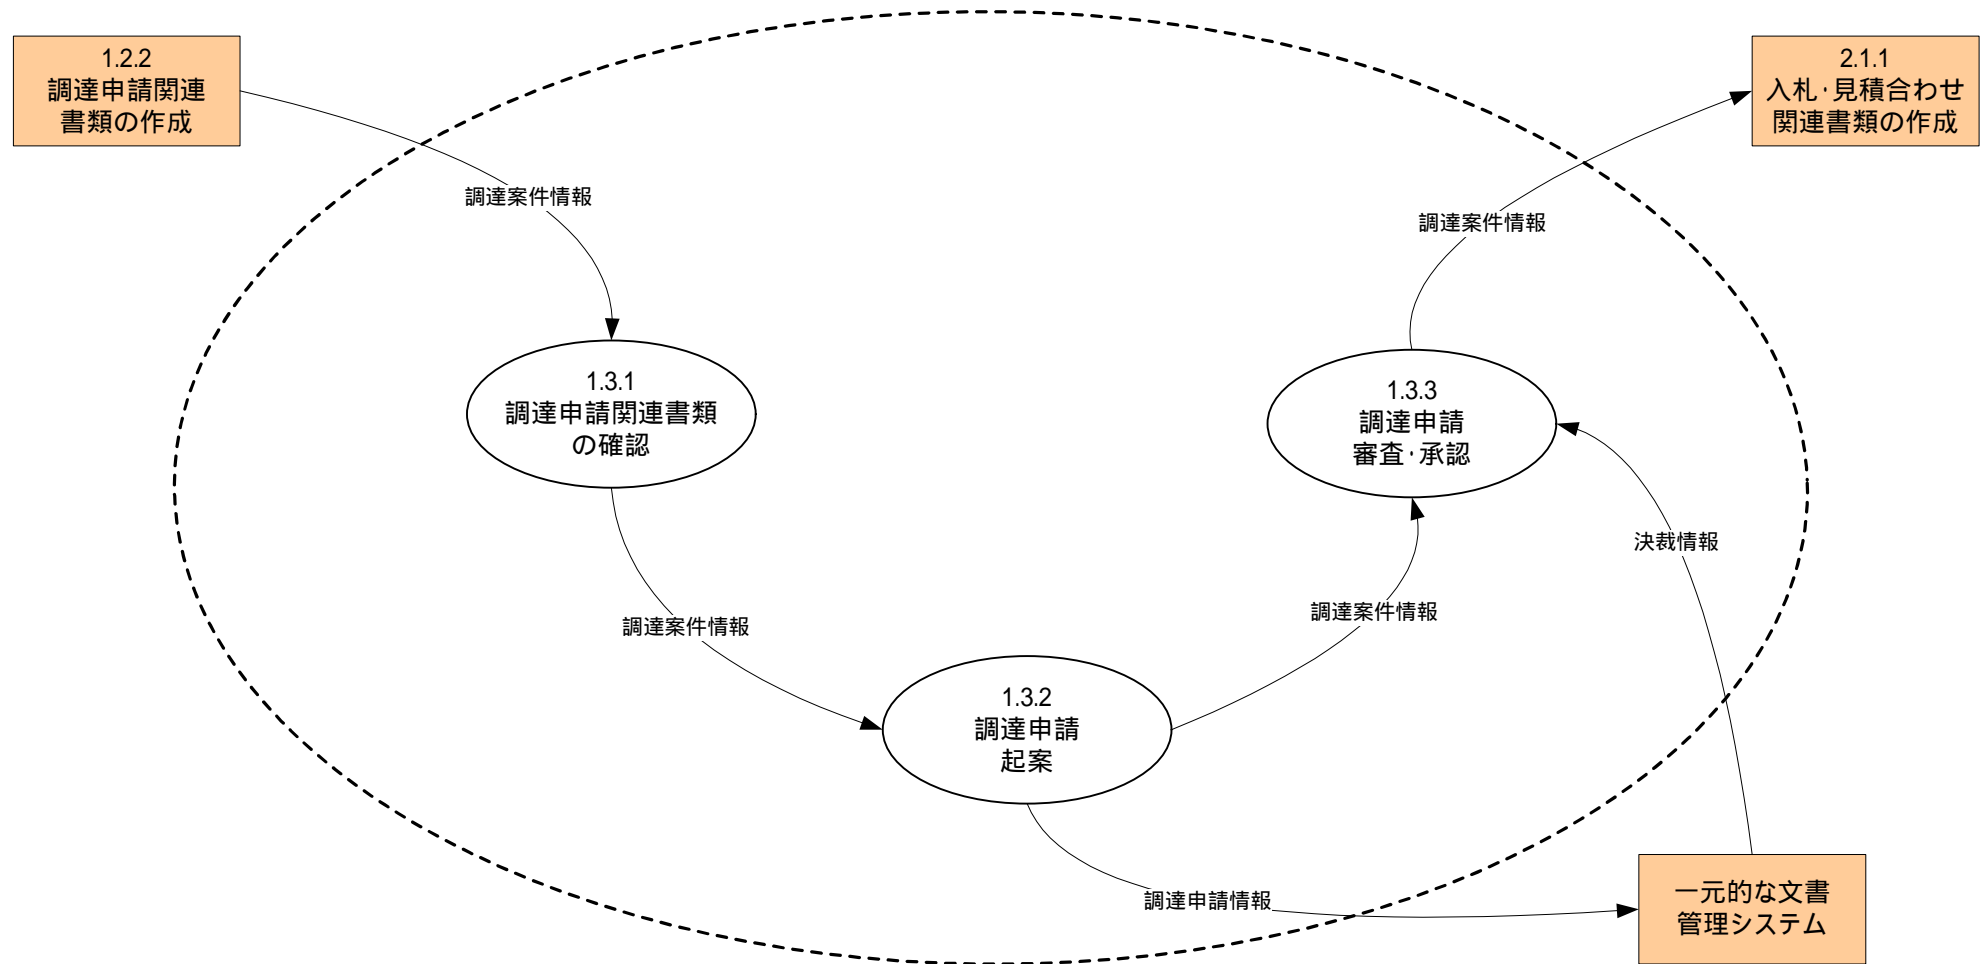 1.2.2
調達申請関連
書類の作成
2.1.1
入札・見積合わせ
関連書類の作成
調達案件情報
調達案件情報
1.3.1
調達申請関連書類
の確認
1.3.3
調達申請
審査・承認
決裁情報
調達案件情報
調達案件情報
1.3.2
調達申請
起案
調達申請情報
一元的な文書
管理システム